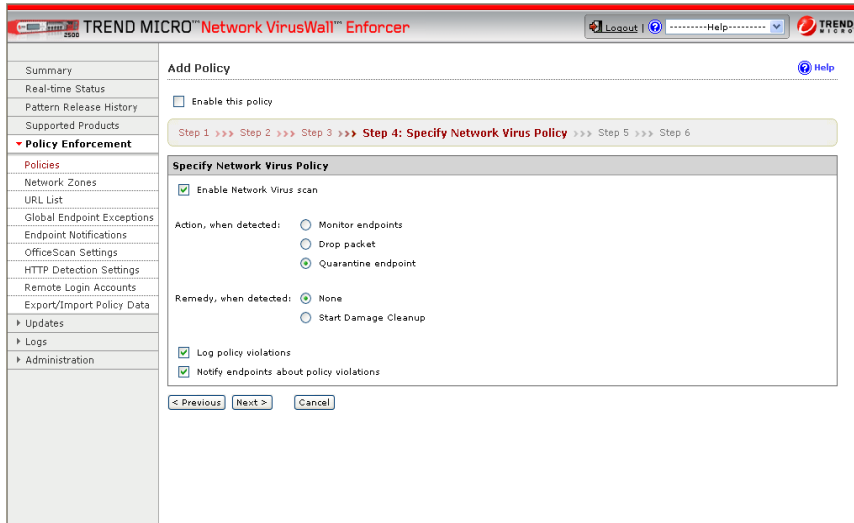 2500 TREND MICRO™ Network VirusWall™ Enforcer
Logout | ---------Help---------
TREND
MICRO
Summary
Real-time Status
Pattern Release History
Supported Products
Policy Enforcement
Policies
Network Zones
URL List
Global Endpoint Exceptions
Endpoint Notifications
OfficeScan Settings
HTTP Detection Settings
Remote Login Accounts
Export/Import Policy Data
Updates
Logs
Administration
Add Policy
Help
Enable this policy
Step 1 >>> Step 2 >>> Step 3 >>> Step 4: Specify Network Virus Policy >>> Step 5 >>> Step 6
Specify Network Virus Policy
Enable Network Virus scan
Action, when detected: Monitor endpoints
Drop packet
Quarantine endpoint
Remedy, when detected: None
Start Damage Cleanup
Log policy violations
Notify endpoints about policy violations
< Previous Next > Cancel